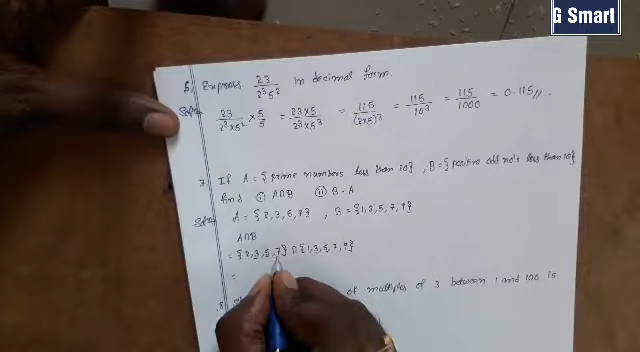 G Smart
6. Express 23/2³5² in decimal form.
Soln: 23/2³×5² × 5/5 = 23×5/2³×5³ = 115/(2×5)³ = 115/10³ = 115/1000 = 0.115//.
7. If A = {prime numbers less than 10}, B = {positive odd no's less than 10}
find (i) A∩B (ii) B-A
Soln: A = {2, 3, 5, 7}, B = {1, 3, 5, 7, 9}
A∩B
= {2, 3, 5, 7} ∩ {1, 3, 5, 7, 9}
=
8. of multiples of 3 between 1 and 100 is